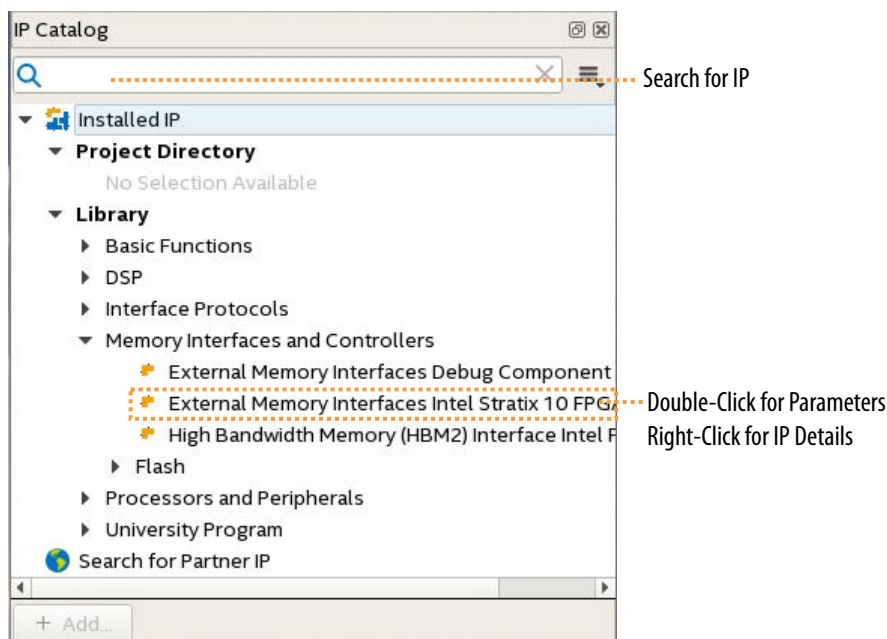 IP Catalog
Search for IP
Installed IP
Project Directory
No Selection Available
Library
Basic Functions
DSP
Interface Protocols
Memory Interfaces and Controllers
External Memory Interfaces Debug Component
External Memory Interfaces Intel Stratix 10 FPGA
Double-Click for Parameters
High Bandwidth Memory (HBM2) Interface Intel F
Right-Click for IP Details
Flash
Processors and Peripherals
University Program
Search for Partner IP
+ Add...